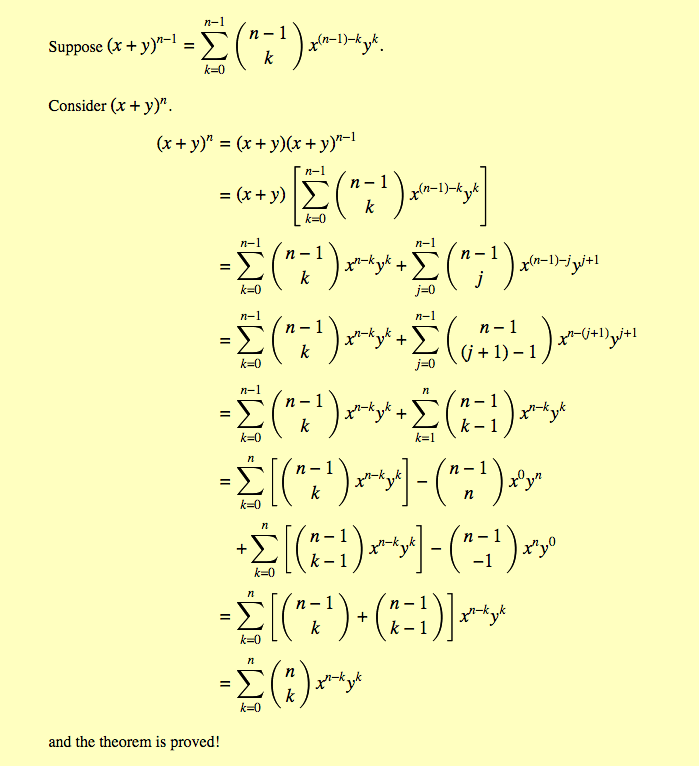 Suppose $(x+y)^{n-1} = \sum_{k=0}^{n-1} \binom{n-1}{k} x^{(n-1)-k} y^k$.
Consider $(x+y)^n$.
$(x+y)^n = (x+y)(x+y)^{n-1}$
$= (x+y) \left[ \sum_{k=0}^{n-1} \binom{n-1}{k} x^{(n-1)-k} y^k \right]$
$= \sum_{k=0}^{n-1} \binom{n-1}{k} x^{n-k} y^k + \sum_{j=0}^{n-1} \binom{n-1}{j} x^{(n-1)-j} y^{j+1}$
$= \sum_{k=0}^{n-1} \binom{n-1}{k} x^{n-k} y^k + \sum_{j=0}^{n-1} \binom{n-1}{(j+1)-1} x^{n-(j+1)} y^{j+1}$
$= \sum_{k=0}^{n-1} \binom{n-1}{k} x^{n-k} y^k + \sum_{k=1}^{n} \binom{n-1}{k-1} x^{n-k} y^k$
$= \sum_{k=0}^{n} \left[ \binom{n-1}{k} x^{n-k} y^k \right] - \binom{n-1}{n} x^0 y^n$
$+ \sum_{k=0}^{n} \left[ \binom{n-1}{k-1} x^{n-k} y^k \right] - \binom{n-1}{-1} x^n y^0$
$= \sum_{k=0}^{n} \left[ \binom{n-1}{k} + \binom{n-1}{k-1} \right] x^{n-k} y^k$
$= \sum_{k=0}^{n} \binom{n}{k} x^{n-k} y^k$
and the theorem is proved!